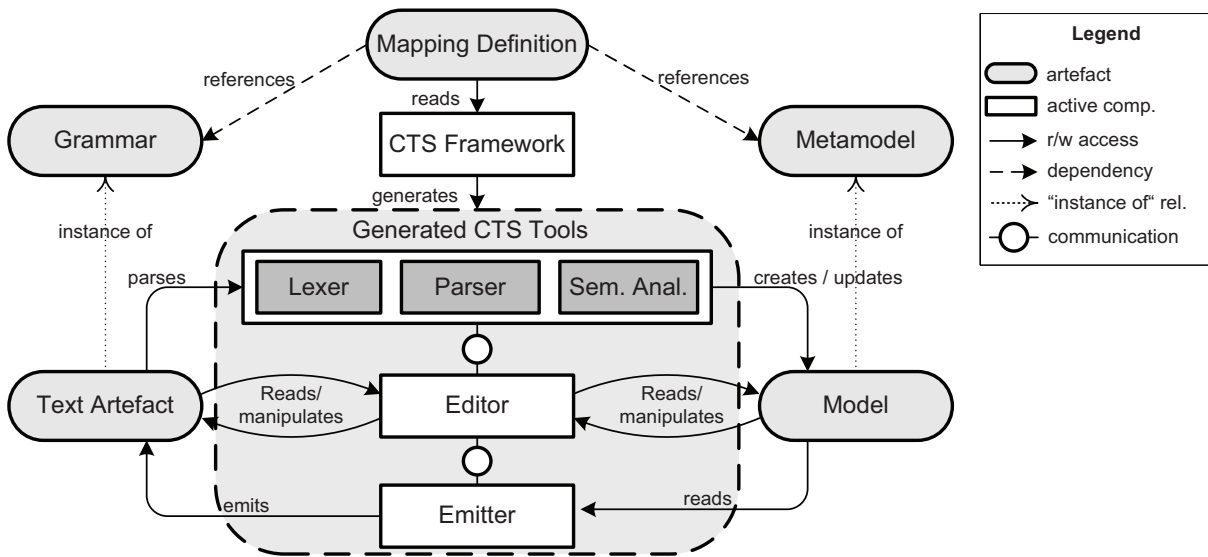 Mapping Definition
references
references
reads
Grammar
CTS Framework
Metamodel
generates
instance of
Generated CTS Tools
instance of
parses
Lexer
Parser
Sem. Anal.
creates / updates
Text Artefact
Reads/
manipulates
Editor
Reads/
manipulates
Model
emits
Emitter
reads
Legend
artefact
active comp.
r/w access
dependency
“instance of“ rel.
communication